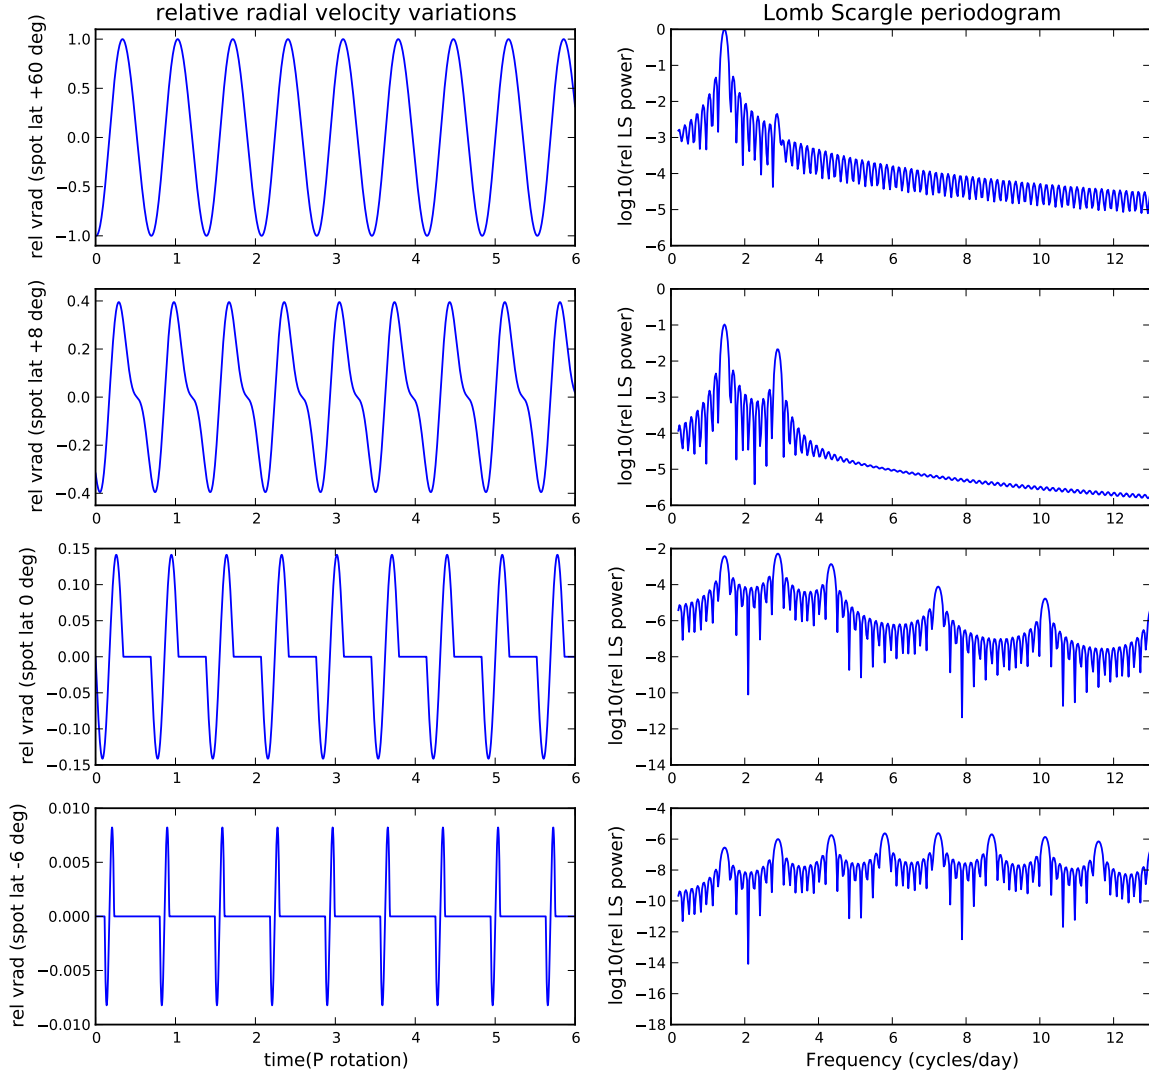 relative radial velocity variations
Lomb Scargle periodogram
rel vrad (spot lat +60 deg)
1.0
0.5
0.0
−0.5
−1.0
0 1 2 3 4 5 6
log10(rel LS power)
0
−1
−2
−3
−4
−5
−6
0 2 4 6 8 10 12
rel vrad (spot lat +8 deg)
0.4
0.2
0.0
−0.2
−0.4
0 1 2 3 4 5 6
log10(rel LS power)
0
−1
−2
−3
−4
−5
−6
0 2 4 6 8 10 12
rel vrad (spot lat 0 deg)
0.15
0.10
0.05
0.00
−0.05
−0.10
−0.15
0 1 2 3 4 5 6
log10(rel LS power)
−2
−4
−6
−8
−10
−12
−14
0 2 4 6 8 10 12
rel vrad (spot lat -6 deg)
0.010
0.005
0.000
−0.005
−0.010
0 1 2 3 4 5 6
time(P rotation)
log10(rel LS power)
−4
−6
−8
−10
−12
−14
−16
−18
0 2 4 6 8 10 12
Frequency (cycles/day)